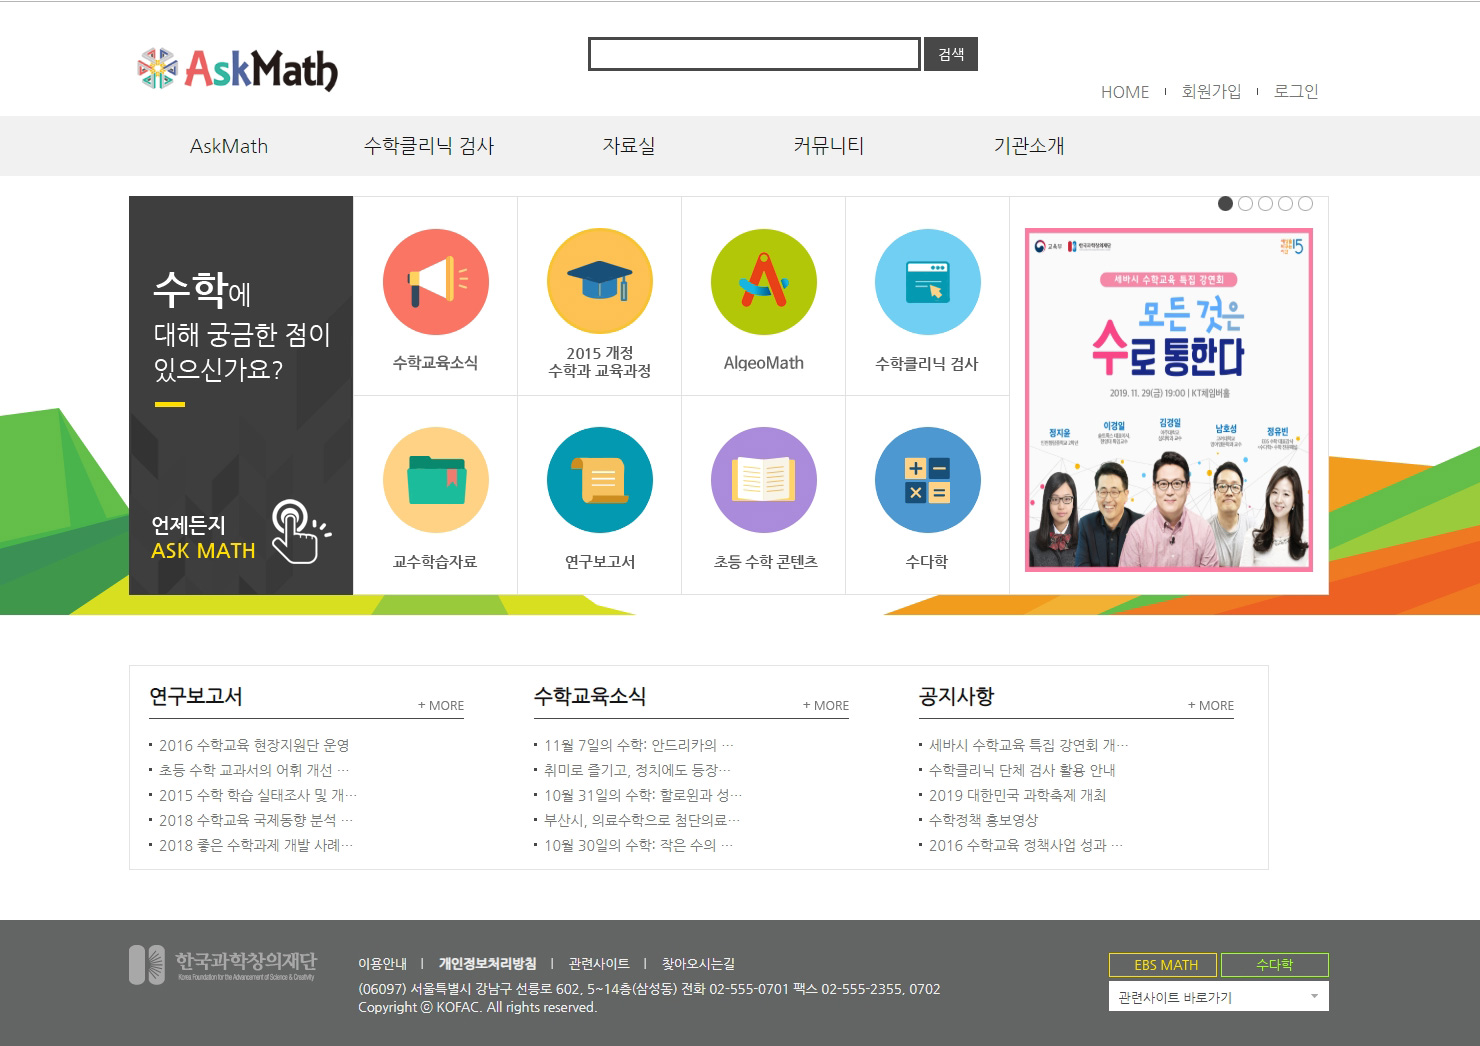 AskMath
검색
HOME
회원가입
로그인
AskMath
수학클리닉 검사
자료실
커뮤니티
기관소개
수학에
대해 궁금한 점이
있으신가요?
언제든지
ASK MATH
수학교육소식
2015 개정
수학과 교육과정
AlgeoMath
수학클리닉 검사
교수학습자료
연구보고서
초등 수학 콘텐츠
수다학
교육부
한국과학창의재단
세바시 수학교육 특집 강연회
모든 것은
수로 통한다
2019. 11. 29(금) 19:00 | KT체임버홀
정지윤
이경일
김경일
남호성
정유빈
연구보고서
+ MORE
2016 수학교육 현장지원단 운영
초등 수학 교과서의 어휘 개선 …
2015 수학 학습 실태조사 및 개…
2018 수학교육 국제동향 분석 …
2018 좋은 수학과제 개발 사례…
수학교육소식
+ MORE
11월 7일의 수학: 안드리카의 …
취미로 즐기고, 정치에도 등장…
10월 31일의 수학: 할로윈과 성…
부산시, 의료수학으로 첨단의료…
10월 30일의 수학: 작은 수의 …
공지사항
+ MORE
세바시 수학교육 특집 강연회 개…
수학클리닉 단체 검사 활용 안내
2019 대한민국 과학축제 개최
수학정책 홍보영상
2016 수학교육 정책사업 성과 …
한국과학창의재단
Korea Foundation for the Advancement of Science & Creativity
이용안내 | 개인정보처리방침 | 관련사이트 | 찾아오시는길
(06097) 서울특별시 강남구 선릉로 602, 5~14층(삼성동) 전화 02-555-0701 팩스 02-555-2355, 0702
Copyright ⓒ KOFAC. All rights reserved.
EBS MATH
수다학
관련사이트 바로가기